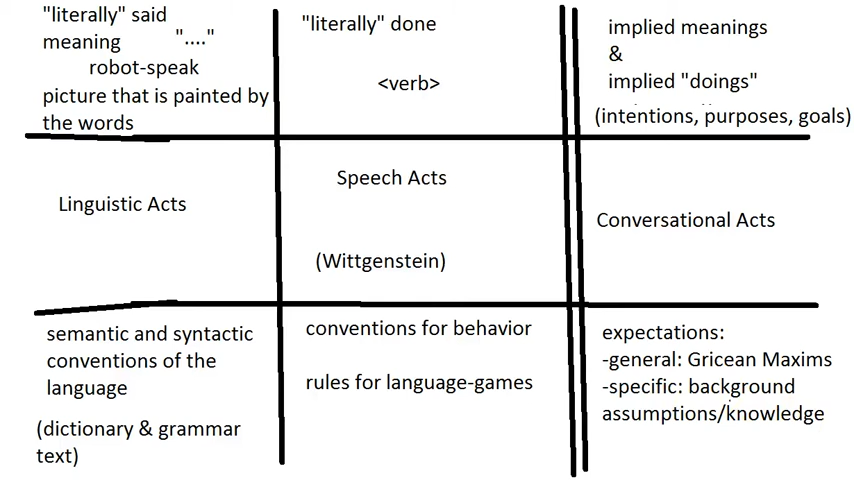 "literally" said
meaning "...."
robot-speak
picture that is painted by
the words
"literally" done
<verb>
implied meanings
&
implied "doings"
(intentions, purposes, goals)
Linguistic Acts
Speech Acts
(Wittgenstein)
Conversational Acts
semantic and syntactic
conventions of the
language
(dictionary & grammar
text)
conventions for behavior
rules for language-games
expectations:
-general: Gricean Maxims
-specific: background
assumptions/knowledge